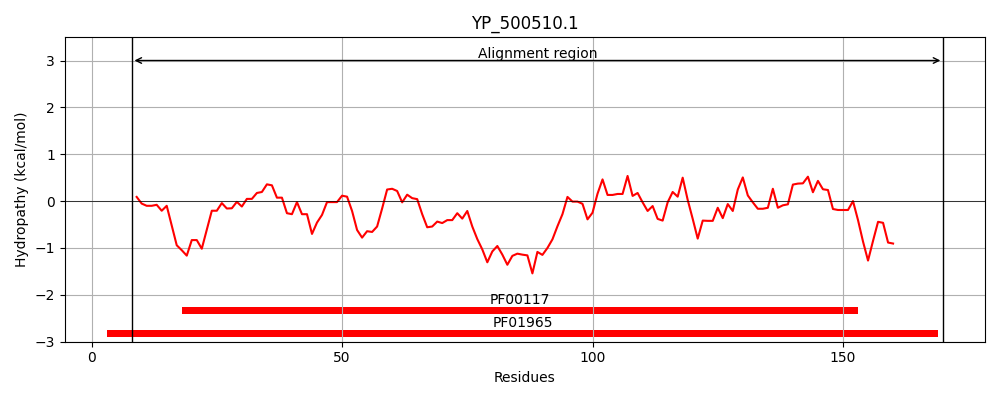 YP_500510.1
Alignment region
3
2
1
0
−1
−2
−3
Hydropathy (kcal/mol)
PF00117
PF01965
0
50
100
150
Residues